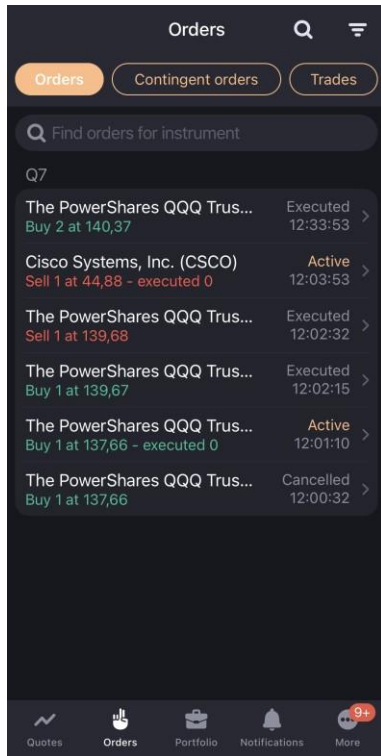 Orders
Orders
Contingent orders
Trades
Find orders for instrument
Q7
The PowerShares QQQ Trus...
Executed
Buy 2 at 140,37
12:33:53
Cisco Systems, Inc. (CSCO)
Active
Sell 1 at 44,88 - executed 0
12:03:53
The PowerShares QQQ Trus...
Executed
Sell 1 at 139,68
12:02:32
The PowerShares QQQ Trus...
Executed
Buy 1 at 139,67
12:02:15
The PowerShares QQQ Trus...
Active
Buy 1 at 137,66 - executed 0
12:01:10
The PowerShares QQQ Trus...
Cancelled
Buy 1 at 137,66
12:00:32
9+
Quotes
Orders
Portfolio
Notifications
More